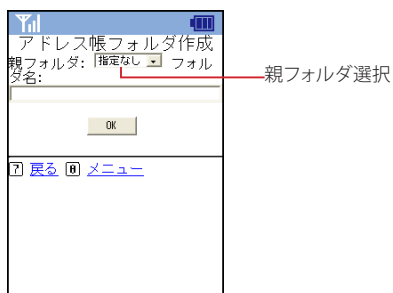 アドレス帳フォルダ作成
親フォルダ: 指定なし フォル
ダ名:
親フォルダ選択
OK
? 戻る 0 メニュー